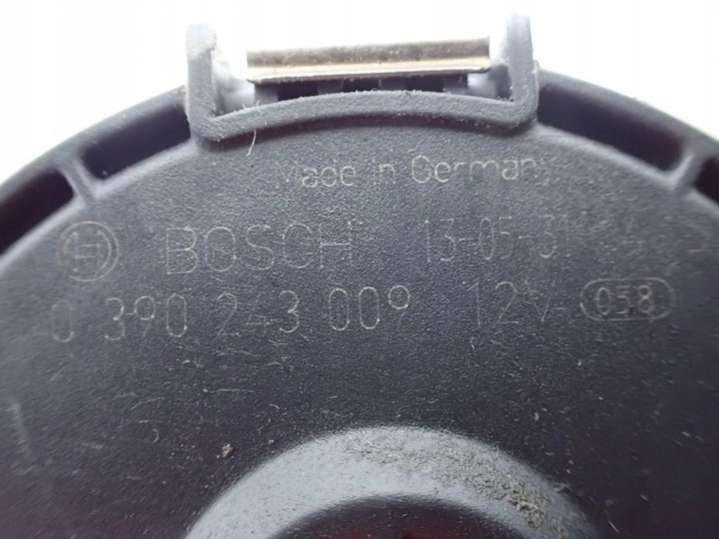 Made in Germany
BOSCH 13-05-31
0 390 243 009 12V 058